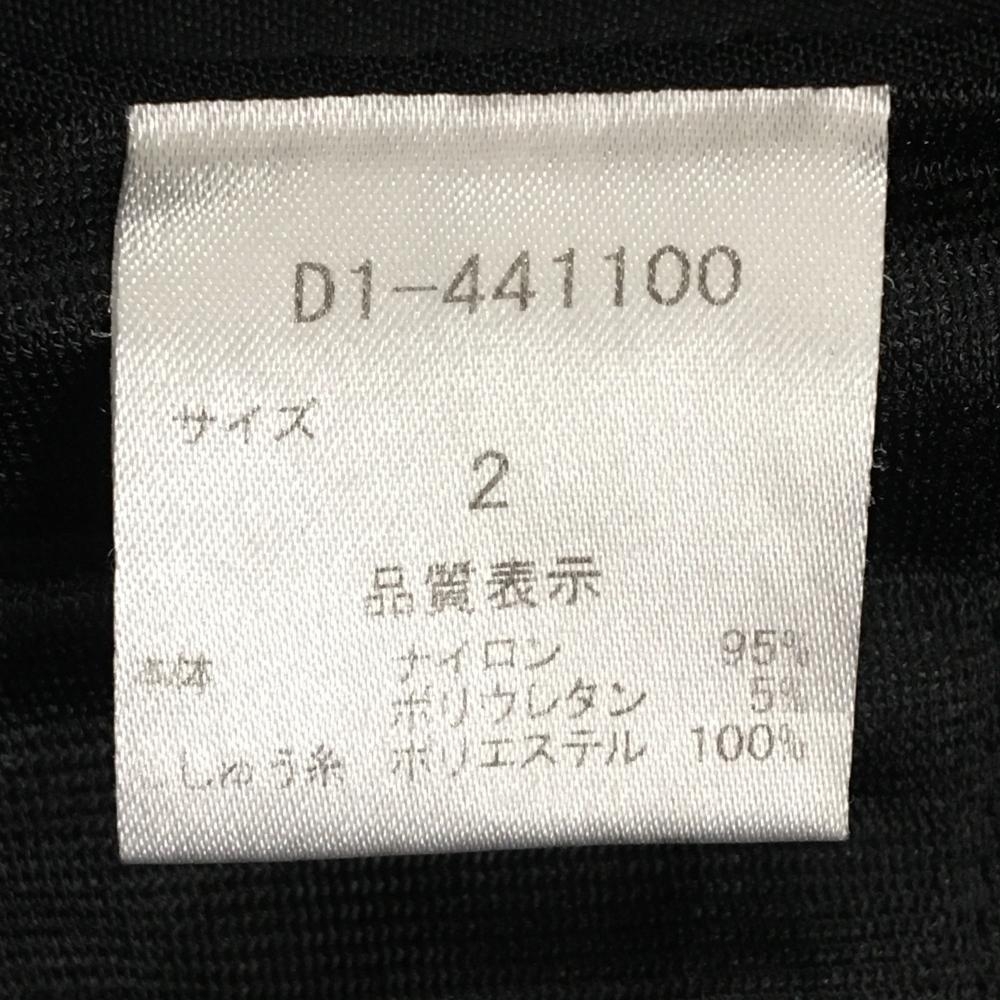 D1-441100
サイズ
2
品質表示
本体 ナイロン 95%
ポリウレタン 5%
ししゅう糸 ポリエステル 100%